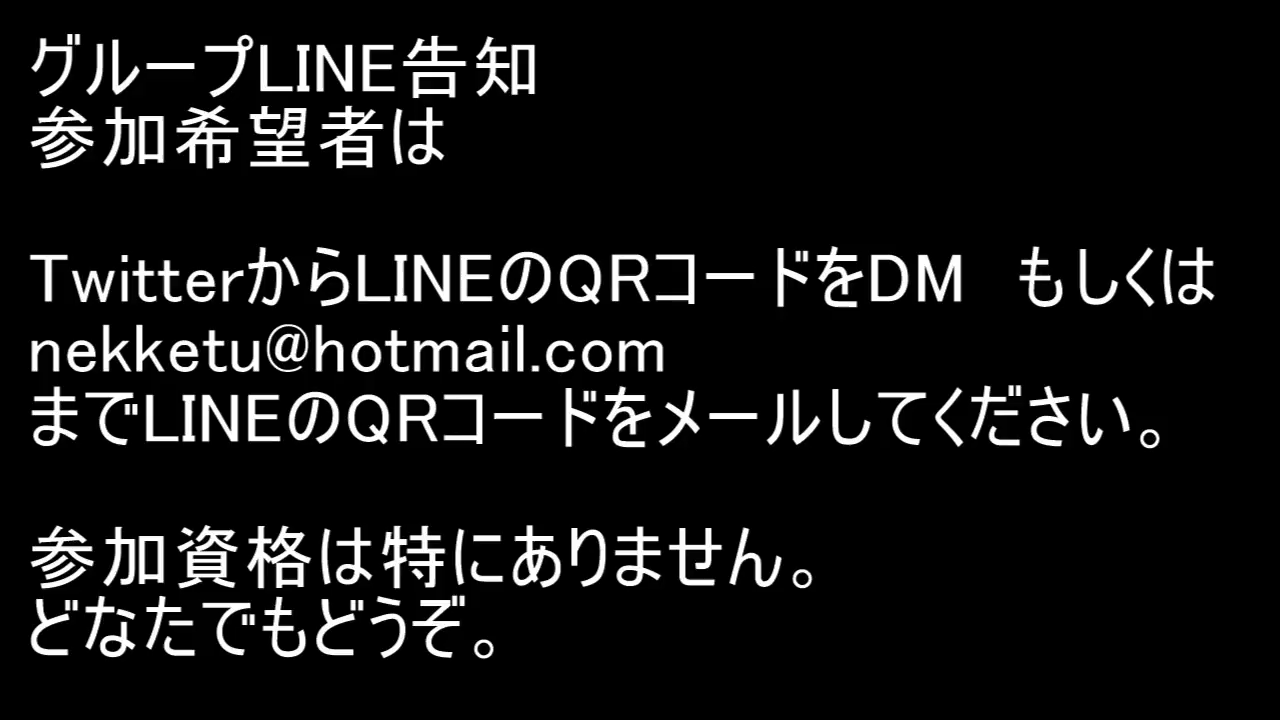 グループLINE告知
参加希望者は
TwitterからLINEのQRコードをDM　もしくは
nekketu@hotmail.com
までLINEのQRコードをメールしてください。
参加資格は特にありません。
どなたでもどうぞ。